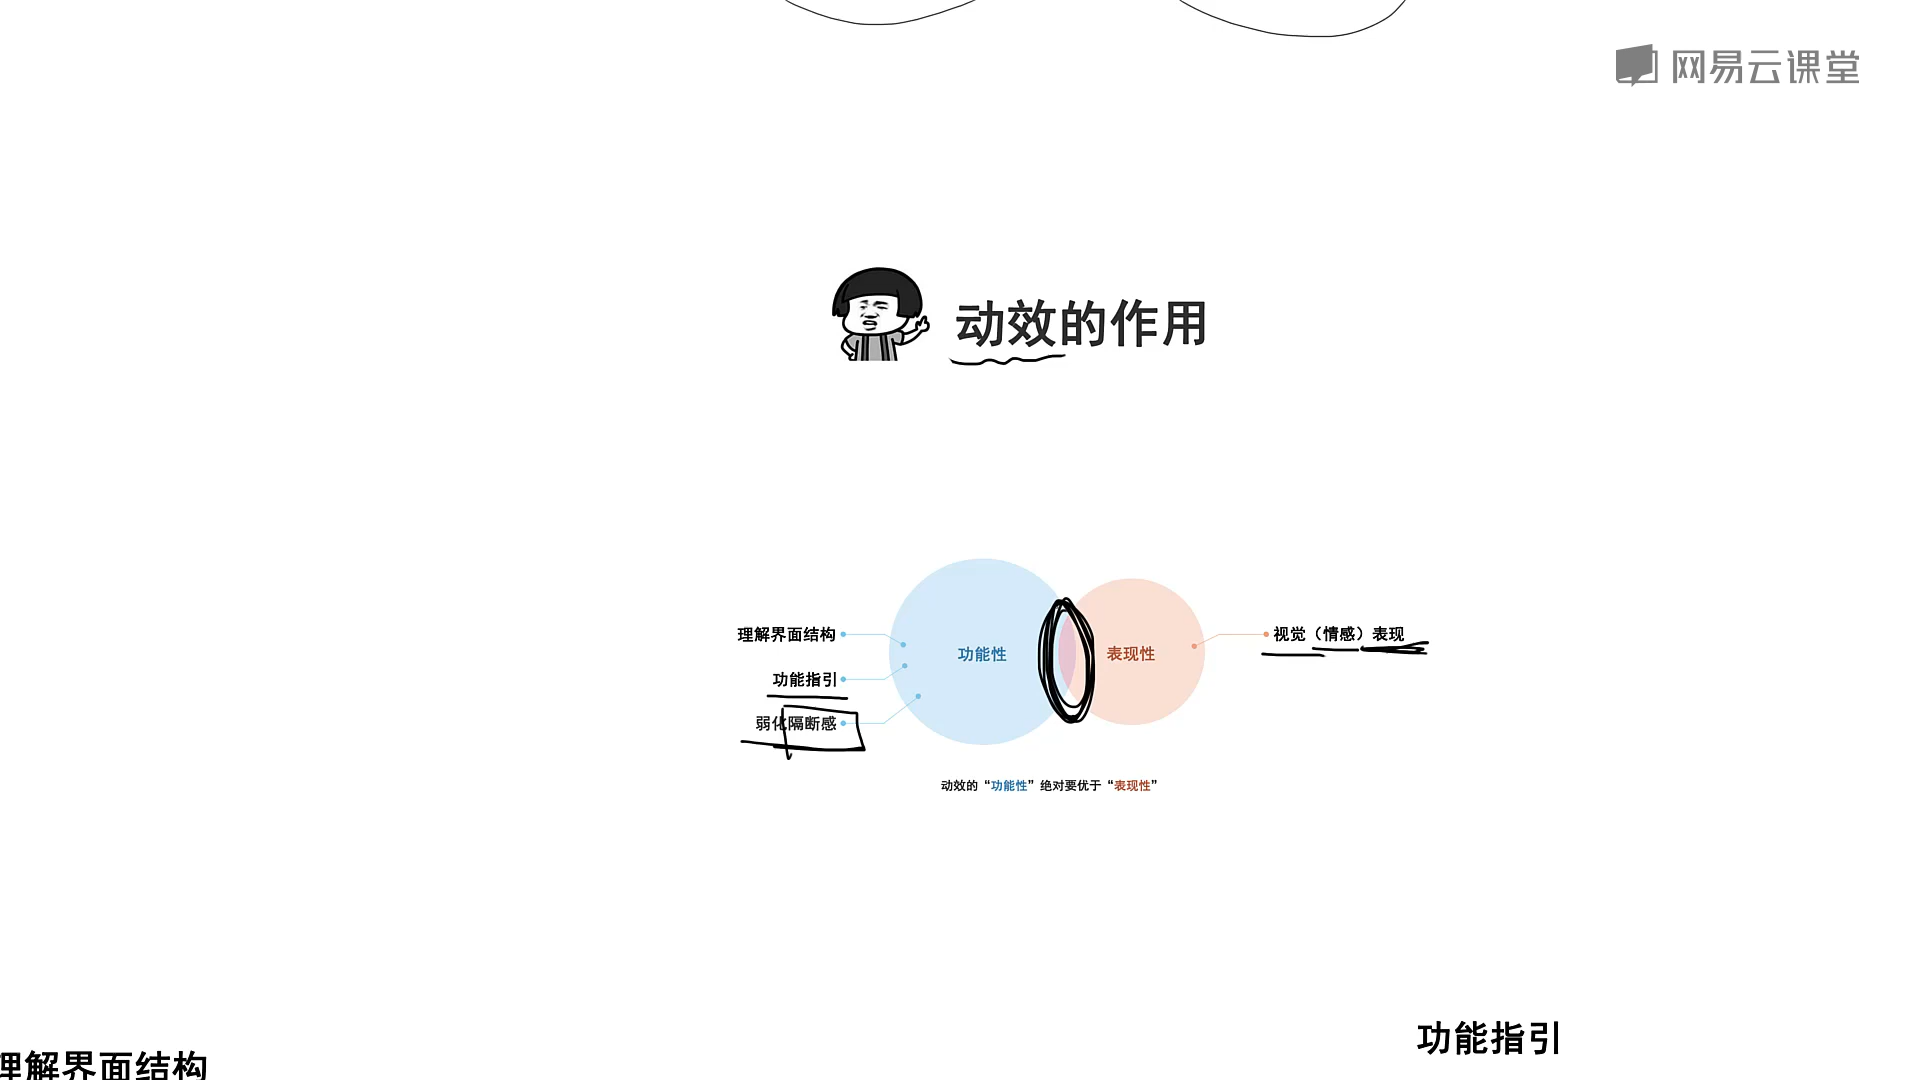 网易云课堂
动效的作用
理解界面结构
功能指引
弱化隔断感
功能性
表现性
视觉（情感）表现
动效的“功能性”绝对要优于“表现性”
功能指引
理解界面结构